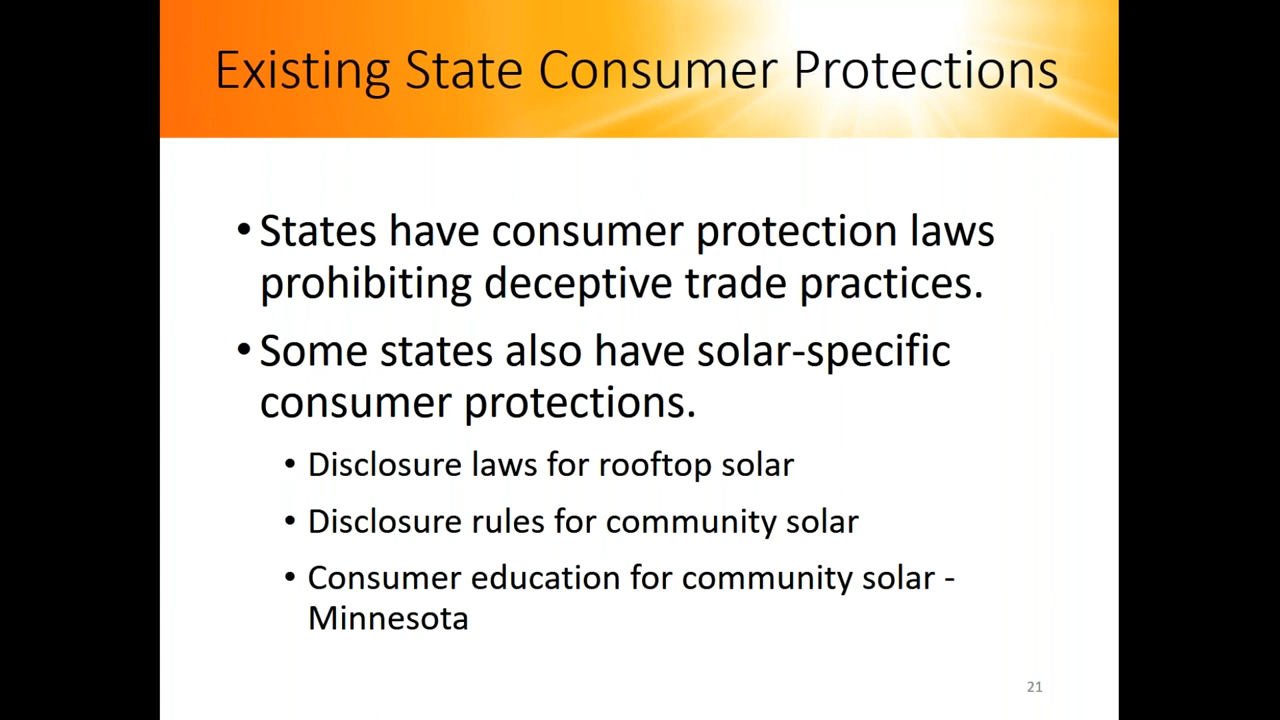 Existing State Consumer Protections
• States have consumer protection laws
prohibiting deceptive trade practices.
• Some states also have solar-specific
consumer protections.
• Disclosure laws for rooftop solar
• Disclosure rules for community solar
• Consumer education for community solar -
Minnesota
21